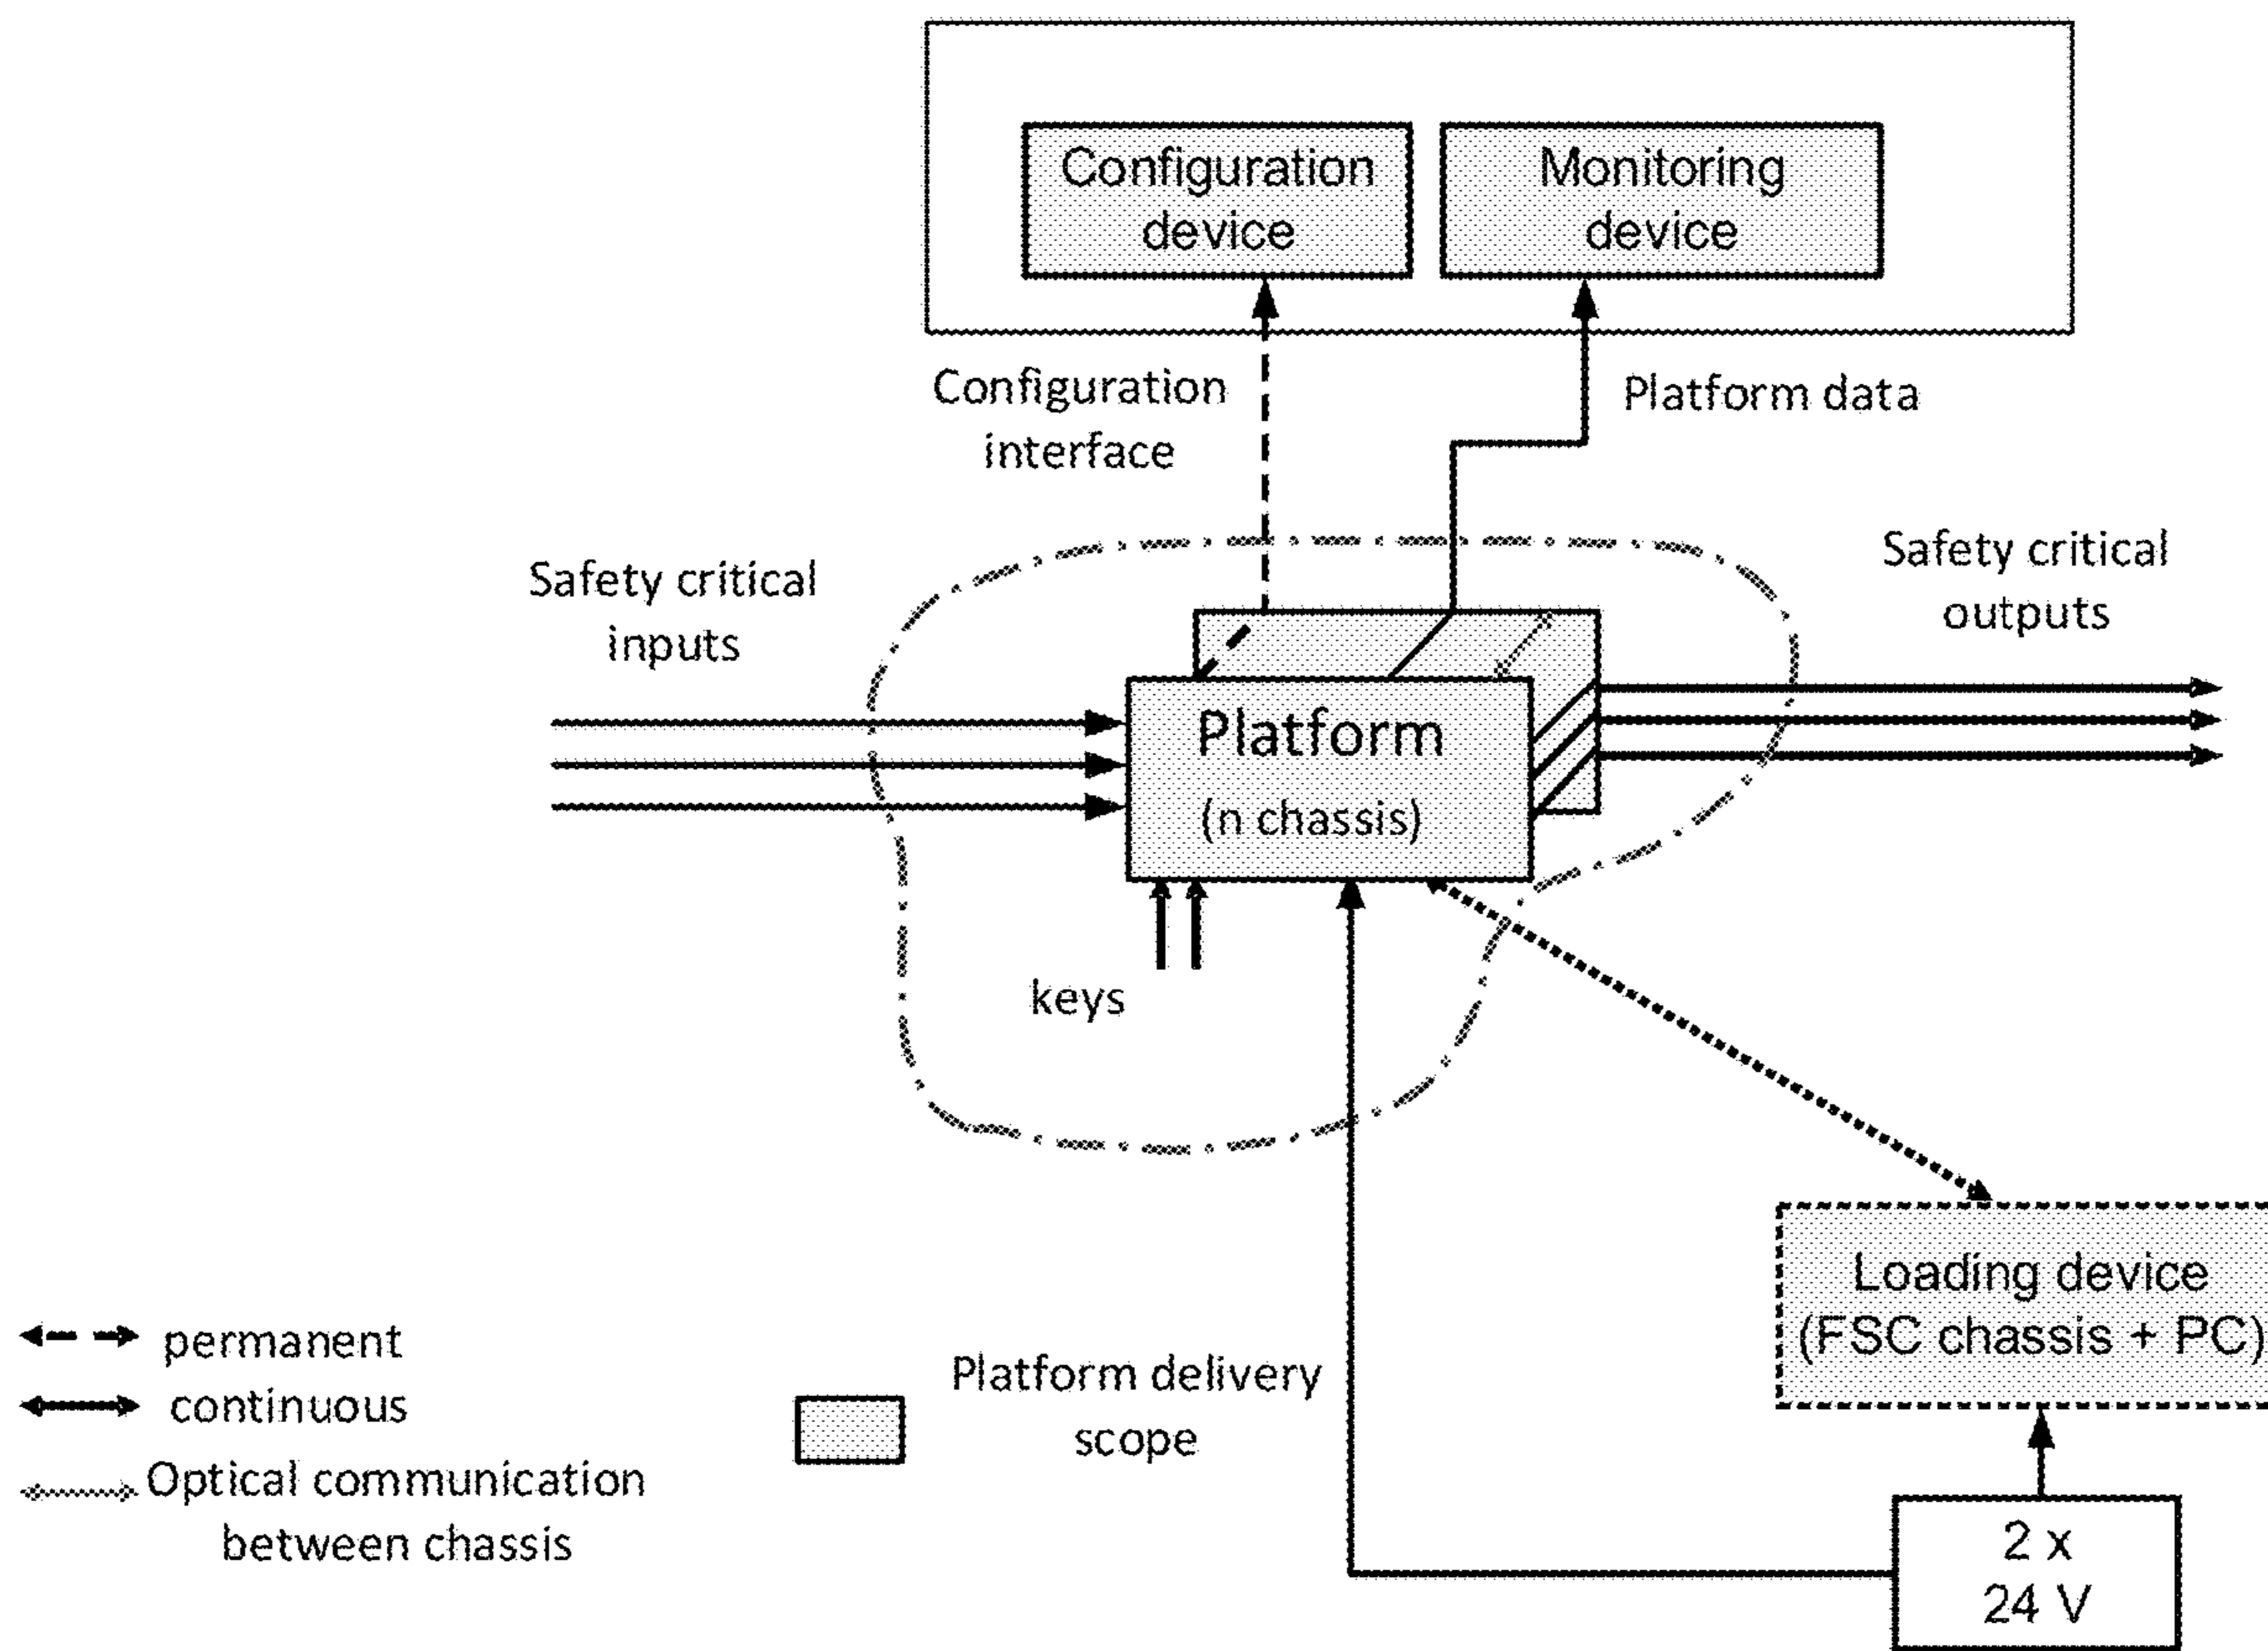 Configuration
device
Monitoring
device
Configuration
interface
Platform data
Safety critical
inputs
Safety critical
outputs
Platform
(n chassis)
keys
Loading device
(FSC chassis + PC)
permanent
continuous
Optical communication
between chassis
Platform delivery
scope
2 x
24 V